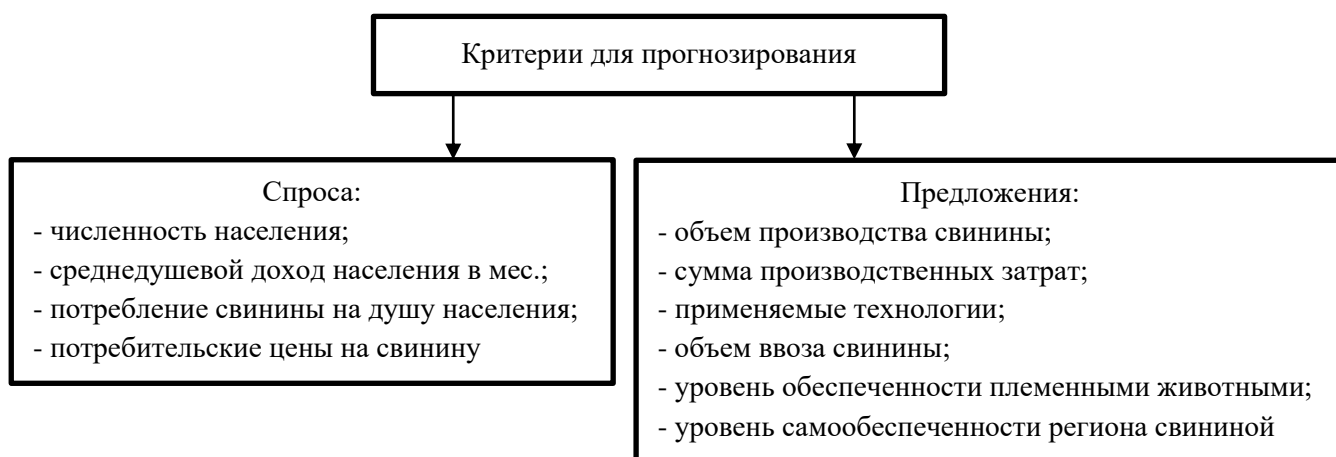 Критерии для прогнозирования
Спроса:
- численность населения;
- среднедушевой доход населения в мес.;
- потребление свинины на душу населения;
- потребительские цены на свинину
Предложения:
- объем производства свинины;
- сумма производственных затрат;
- применяемые технологии;
- объем ввоза свинины;
- уровень обеспеченности племенными животными;
- уровень самообеспеченности региона свининой